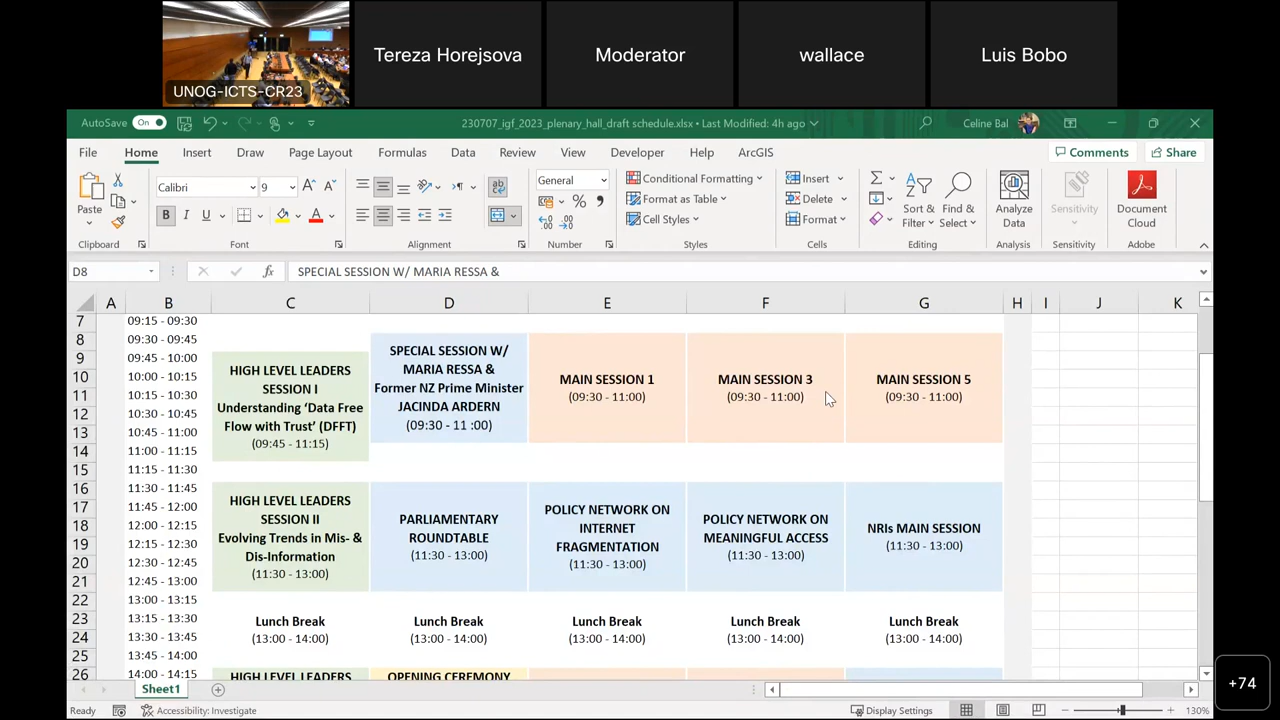 UNOG-ICTS-CR23
Tereza Horejsova
Moderator
wallace
Luis Bobo
AutoSave On
230707_igf_2023_plenary_hall_draft schedule.xlsx • Last Modified: 4h ago
Celine Bal
File Home Insert Draw Page Layout Formulas Data Review View Developer Help ArcGIS
Comments Share
Paste
Calibri 9
B I U
General
Conditional Formatting
Format as Table
Cell Styles
Insert
Delete
Format
Sort & Filter
Find & Select
Analyze Data
Sensitivity
Document Cloud
Clipboard Font Alignment Number Styles Cells Editing Analysis Sensitivity Adobe
D8
fx
SPECIAL SESSION W/ MARIA RESSA &
A B C D E F G H I J K
7 09:15 - 09:30
8 09:30 - 09:45
9 09:45 - 10:00
10 10:00 - 10:15
11 10:15 - 10:30
12 10:30 - 10:45
13 10:45 - 11:00
14 11:00 - 11:15
15 11:15 - 11:30
16 11:30 - 11:45
17 11:45 - 12:00
18 12:00 - 12:15
19 12:15 - 12:30
20 12:30 - 12:45
21 12:45 - 13:00
22 13:00 - 13:15
23 13:15 - 13:30
24 13:30 - 13:45
25 13:45 - 14:00
26 14:00 - 14:15
HIGH LEVEL LEADERS
SESSION I
Understanding ‘Data Free
Flow with Trust’ (DFFT)
(09:45 - 11:15)
SPECIAL SESSION W/
MARIA RESSA &
Former NZ Prime Minister
JACINDA ARDERN
(09:30 - 11 :00)
MAIN SESSION 1
(09:30 - 11:00)
MAIN SESSION 3
(09:30 - 11:00)
MAIN SESSION 5
(09:30 - 11:00)
HIGH LEVEL LEADERS
SESSION II
Evolving Trends in Mis- &
Dis-Information
(11:30 - 13:00)
PARLIAMENTARY
ROUNDTABLE
(11:30 - 13:00)
POLICY NETWORK ON
INTERNET
FRAGMENTATION
(11:30 - 13:00)
POLICY NETWORK ON
MEANINGFUL ACCESS
(11:30 - 13:00)
NRIs MAIN SESSION
(11:30 - 13:00)
Lunch Break
(13:00 - 14:00)
Lunch Break
(13:00 - 14:00)
Lunch Break
(13:00 - 14:00)
Lunch Break
(13:00 - 14:00)
Lunch Break
(13:00 - 14:00)
HIGH LEVEL LEADERS
OPENING CEREMONY
Sheet1
Ready
Accessibility: Investigate
Display Settings
130%
+74